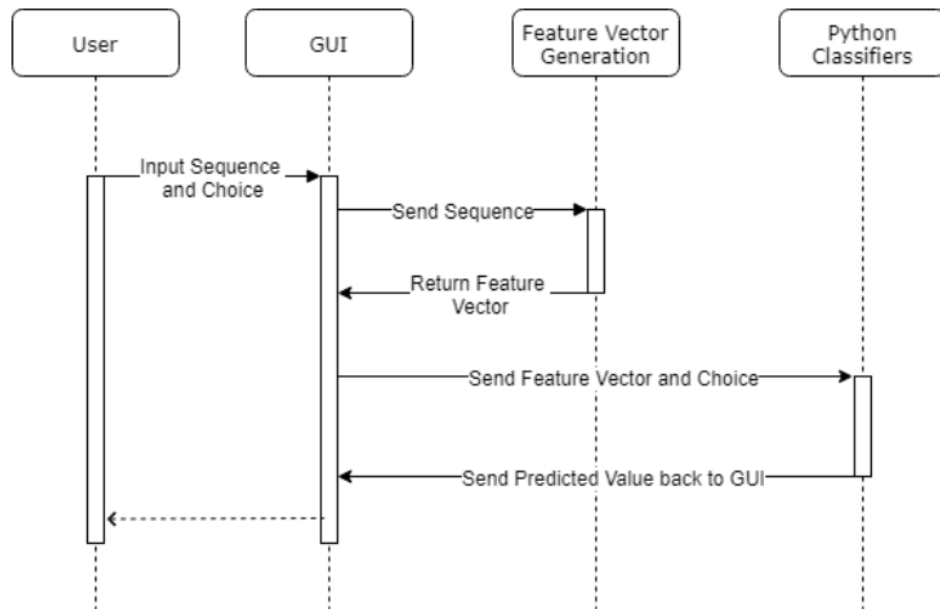 User
GUI
Feature Vector
Generation
Python
Classifiers
Input Sequence
and Choice
Send Sequence
Return Feature
Vector
Send Feature Vector and Choice
Send Predicted Value back to GUI